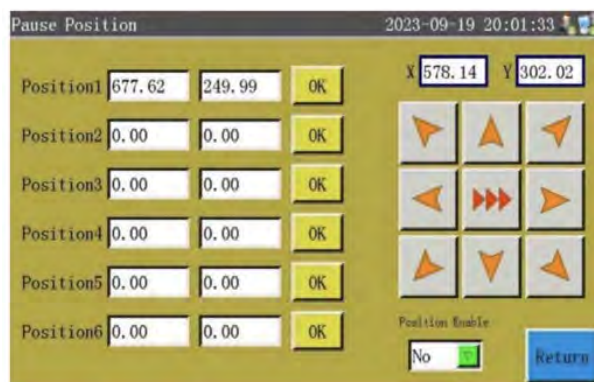 Pause Position 2023-09-19 20:01:33
X 578.14 Y 302.02
Position1 677.62 249.99 OK
Position2 0.00 0.00 OK
Position3 0.00 0.00 OK
Position4 0.00 0.00 OK
Position5 0.00 0.00 OK
Position6 0.00 0.00 OK
Position Enable
No
Return